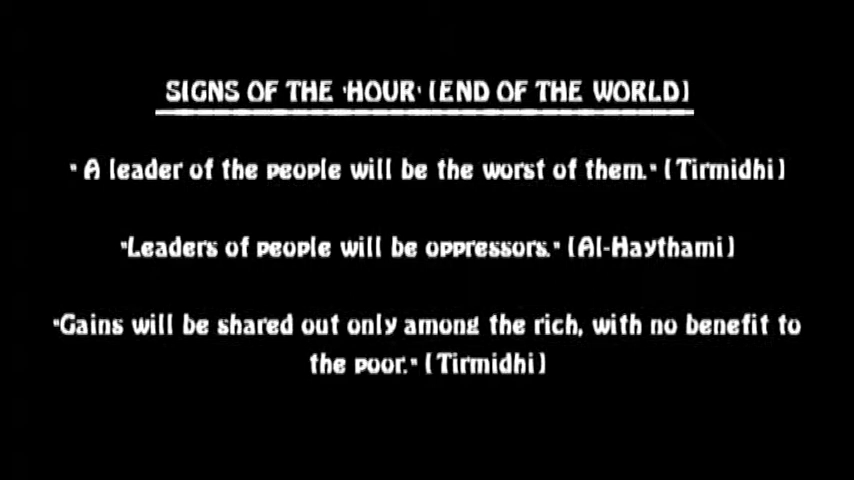 SIGNS OF THE 'HOUR' (END OF THE WORLD)
"A leader of the people will be the worst of them." (Tirmidhi)
"Leaders of people will be oppressors." (Al-Haythami)
"Gains will be shared out only among the rich, with no benefit to
the poor." (Tirmidhi)